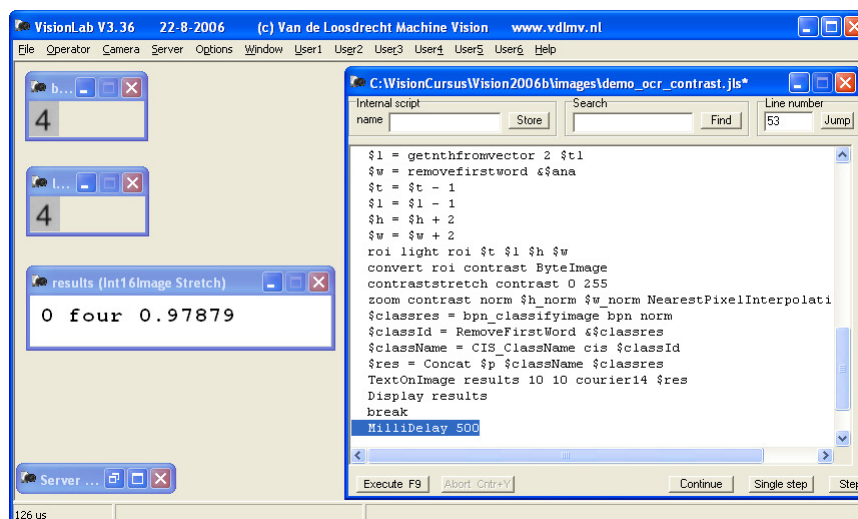 VisionLab V3.36 22-8-2006 (c) Van de Loosdrecht Machine Vision www.vdlmv.nl
File Operator Camera Server Options Window User1 User2 User3 User4 User5 User6 Help
b...
4
l...
4
results (Int16Image Stretch)
0 four 0.97879
Server ...
C:\VisionCursus\Vision2006b\images\demo_ocr_contrast.jls*
Internal script
Search
Line number
name
Store
Find
53
Jump
$l = getnthfromvector 2 $tl
$w = removefirstword &$ana
$t = $t - 1
$l = $l - 1
$h = $h + 2
$w = $w + 2
roi light roi $t $l $h $w
convert roi contrast ByteImage
contraststretch contrast 0 255
zoom contrast norm $h_norm $w_norm NearestPixelInterpolati
$classres = bpn_classifyimage bpn norm
$classId = RemoveFirstWord &$classres
$className = CIS_ClassName cis $classId
$res = Concat $p $className $classres
TextOnImage results 10 10 courier14 $res
Display results
break
MilliDelay 500
Execute F9
Abort Cntr+Y
Continue
Single step
Step
126 us